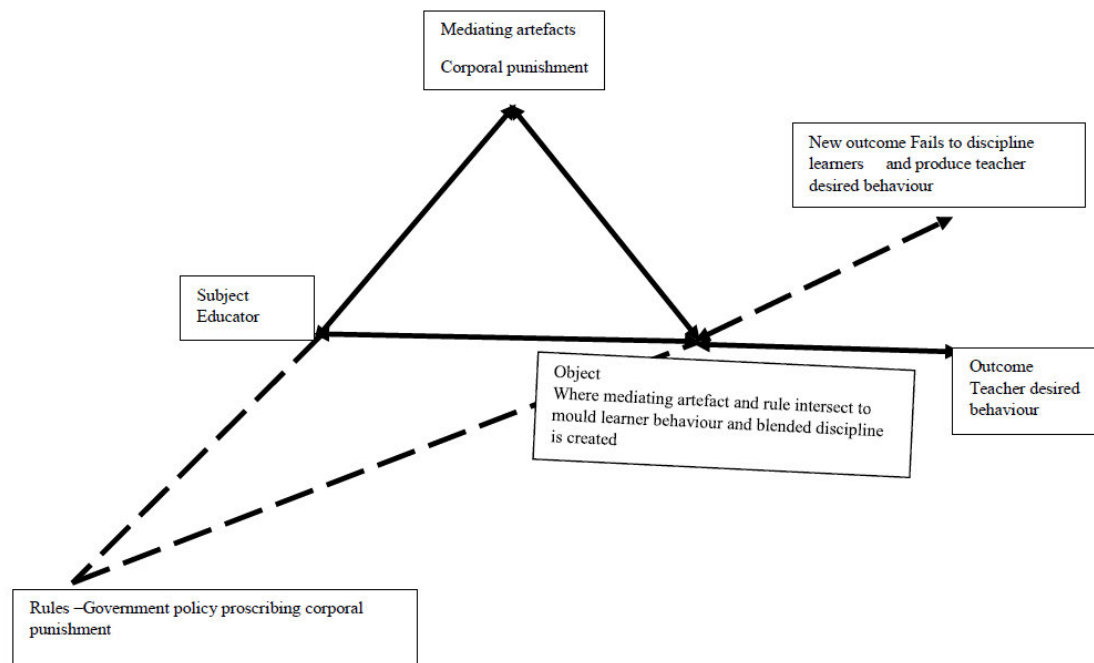 Mediating artefacts
Corporal punishment
New outcome Fails to discipline
learners and produce teacher
desired behaviour
Subject
Educator
Object
Where mediating artefact and rule intersect to
mould learner behaviour and blended discipline
is created
Outcome
Teacher desired
behaviour
Rules –Government policy proscribing corporal
punishment